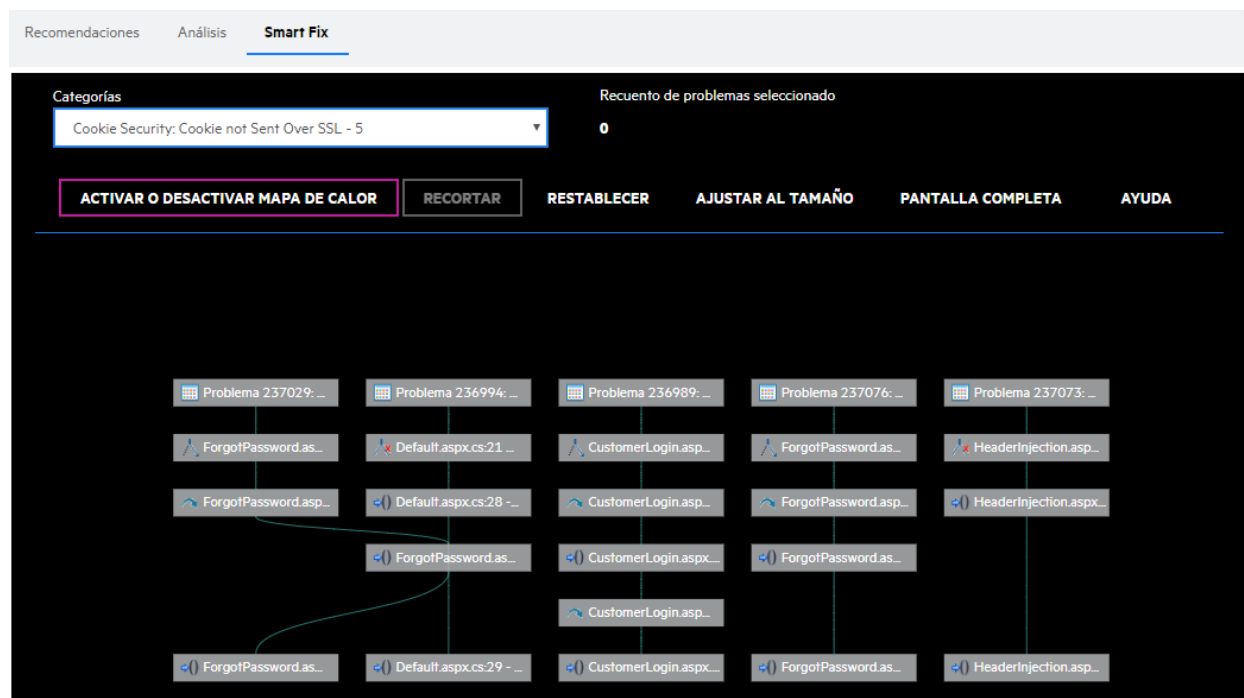 Recomendaciones Análisis Smart Fix
Categorías Recuento de problemas seleccionado
Cookie Security: Cookie not Sent Over SSL - 5 0
ACTIVAR O DESACTIVAR MAPA DE CALOR RECORTAR RESTABLECER AJUSTAR AL TAMAÑO PANTALLA COMPLETA AYUDA
Problema 237029: ... Problema 236994: ... Problema 236989: ... Problema 237076: ... Problema 237073: ...
ForgotPassword.as... Default.aspx.cs:21 ... CustomerLogin.asp... ForgotPassword.as... HeaderInjection.asp...
ForgotPassword.asp... Default.aspx.cs:28 -... CustomerLogin.asp... ForgotPassword.asp... HeaderInjection.aspx...
ForgotPassword.as... CustomerLogin.aspx.... ForgotPassword.as...
CustomerLogin.asp...
ForgotPassword.as... Default.aspx.cs:29 - ... CustomerLogin.aspx.... ForgotPassword.as... HeaderInjection.asp...